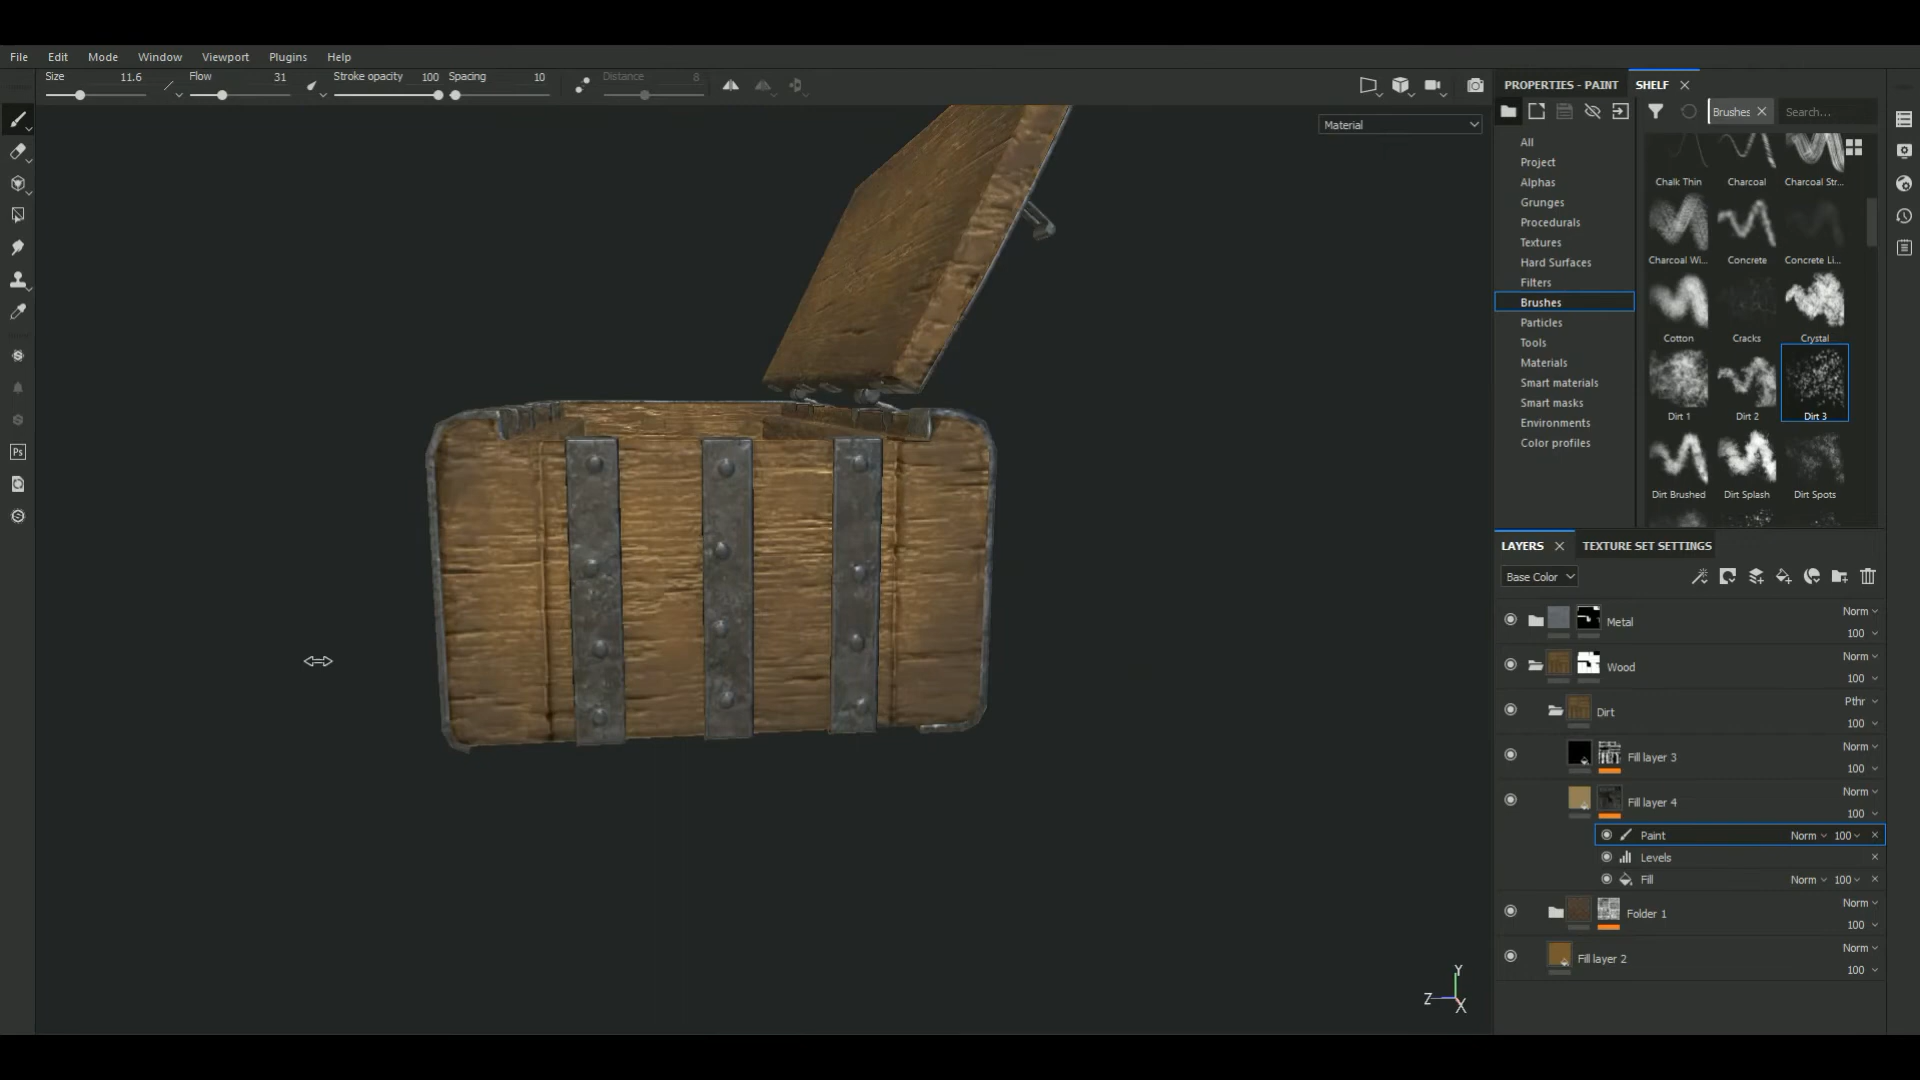 File Edit Mode Window Viewport Plugins Help
Size 11.6 Flow 31 Stroke opacity 100 Spacing 10 Distance 8
PROPERTIES - PAINT SHELF
Brushes Search...
Material
All
Project
Alphas
Grunges
Procedurals
Textures
Hard Surfaces
Filters
Brushes
Particles
Tools
Materials
Smart materials
Smart masks
Environments
Color profiles
Chalk Thin Charcoal Charcoal Str...
Charcoal Wi... Concrete Concrete Li...
Cotton Cracks Crystal
Dirt 1 Dirt 2 Dirt 3
Dirt Brushed Dirt Splash Dirt Spots
Ps
LAYERS TEXTURE SET SETTINGS
Base Color
Metal Norm
100
Wood Norm
100
Dirt Pthr
100
Fill layer 3 Norm
100
Fill layer 4 Norm
100
Paint Norm 100
Levels
Fill Norm 100
Folder 1 Norm
100
Fill layer 2 Norm
100
Y
Z
X